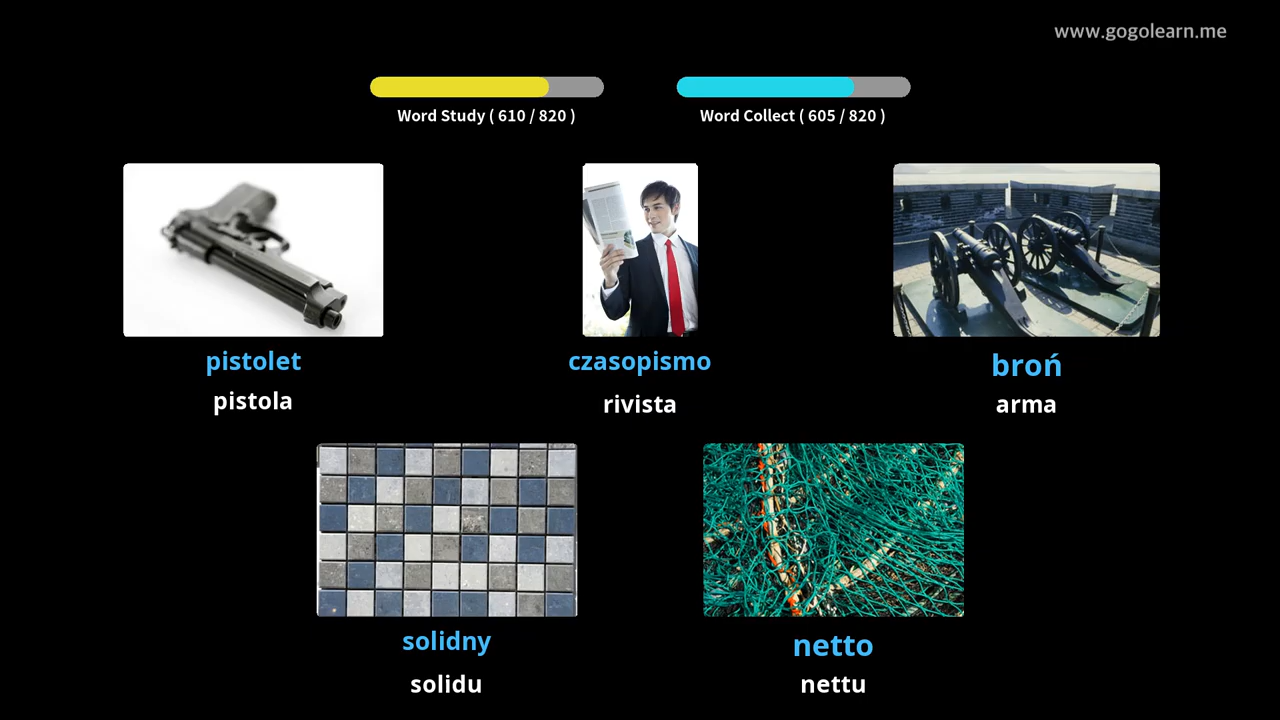 www.gogolearn.me
Word Study ( 610 / 820 )
Word Collect ( 605 / 820 )
pistolet
pistola
czasopismo
rivista
broń
arma
solidny
solidu
netto
nettu